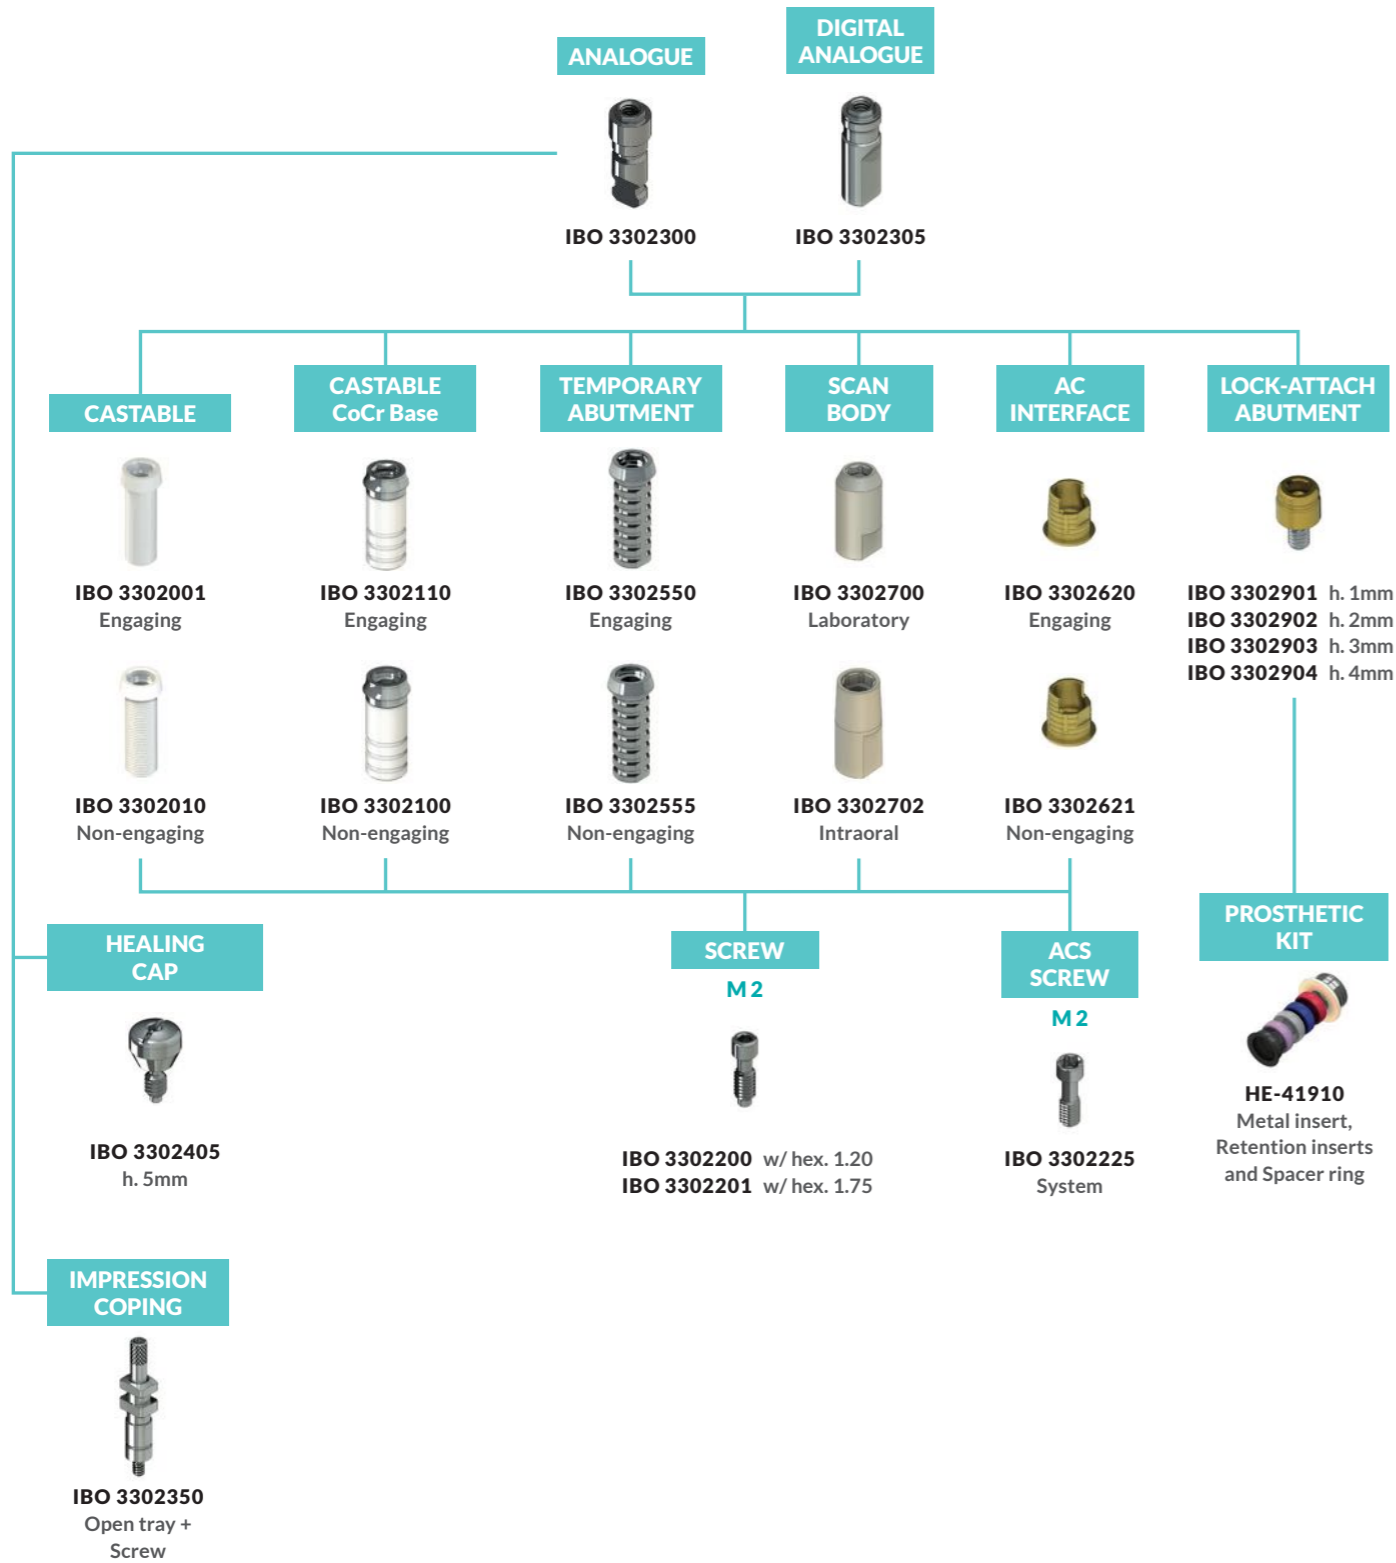 ANALOGUE
DIGITAL
ANALOGUE
IBO 3302300
IBO 3302305
CASTABLE
CASTABLE
CoCr Base
TEMPORARY
ABUTMENT
SCAN
BODY
AC
INTERFACE
LOCK-ATTACH
ABUTMENT
IBO 3302001
Engaging
IBO 3302110
Engaging
IBO 3302550
Engaging
IBO 3302700
Laboratory
IBO 3302620
Engaging
IBO 3302901 h. 1mm
IBO 3302902 h. 2mm
IBO 3302903 h. 3mm
IBO 3302904 h. 4mm
IBO 3302010
Non-engaging
IBO 3302100
Non-engaging
IBO 3302555
Non-engaging
IBO 3302702
Intraoral
IBO 3302621
Non-engaging
HEALING
CAP
IBO 3302405
h. 5mm
SCREW
M 2
IBO 3302200 w/ hex. 1.20
IBO 3302201 w/ hex. 1.75
ACS
SCREW
M 2
IBO 3302225
System
PROSTHETIC
KIT
HE-41910
Metal insert,
Retention inserts
and Spacer ring
IMPRESSION
COPING
IBO 3302350
Open tray +
Screw